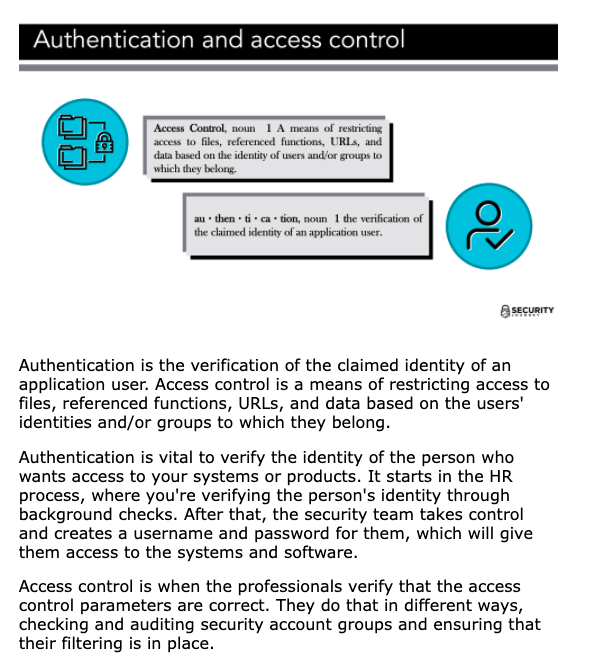 Authentication and access control
Access Control, noun 1 A means of restricting
access to files, referenced functions, URLs, and
data based on the identity of users and/or groups to
which they belong.
au · then · ti · ca · tion, noun 1 the verification of
the claimed identity of an application user.
SECURITY
JOURNEY
Authentication is the verification of the claimed identity of an
application user. Access control is a means of restricting access to
files, referenced functions, URLs, and data based on the users'
identities and/or groups to which they belong.
Authentication is vital to verify the identity of the person who
wants access to your systems or products. It starts in the HR
process, where you're verifying the person's identity through
background checks. After that, the security team takes control
and creates a username and password for them, which will give
them access to the systems and software.
Access control is when the professionals verify that the access
control parameters are correct. They do that in different ways,
checking and auditing security account groups and ensuring that
their filtering is in place.